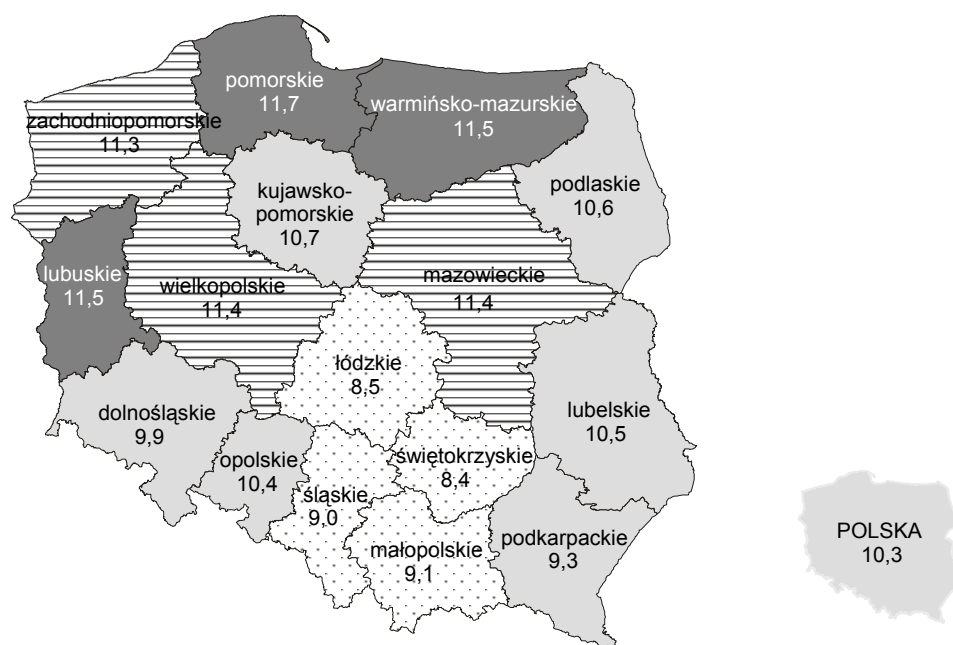 pomorskie
11,7
warmińsko-mazurskie
11,5
zachodniopomorskie
11,3
podlaskie
10,6
kujawsko-
pomorskie
10,7
lubuskie
11,5
wielkopolskie
11,4
mazowieckie
11,4
łódzkie
8,5
dolnośląskie
9,9
lubelskie
10,5
opolskie
10,4
świętokrzyskie
8,4
śląskie
9,0
małopolskie
9,1
podkarpackie
9,3
POLSKA
10,3